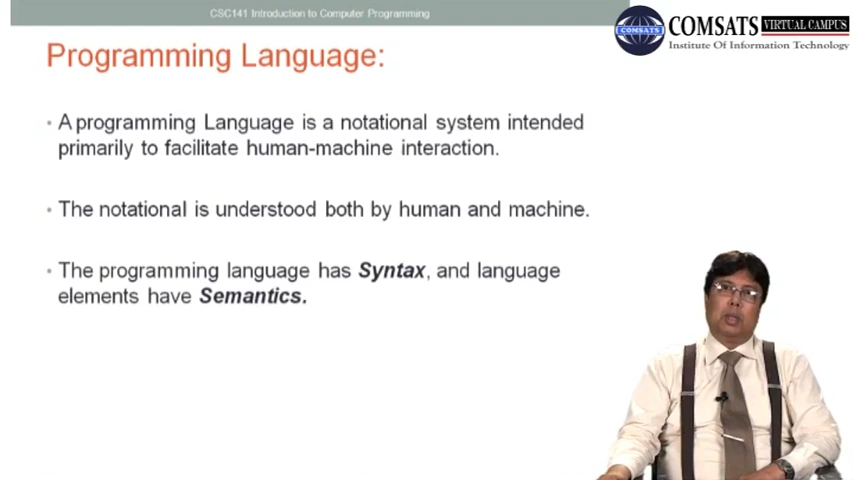 CSC141 Introduction to Computer Programming
COMSATS
COMSATS VIRTUAL CAMPUS
Institute Of Information Technology
Programming Language:
• A programming Language is a notational system intended
primarily to facilitate human-machine interaction.
• The notational is understood both by human and machine.
• The programming language has Syntax, and language
elements have Semantics.